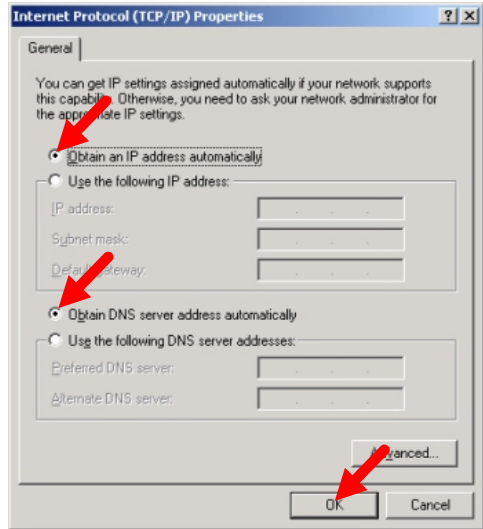 Internet Protocol (TCP/IP) Properties
General
You can get IP settings assigned automatically if your network supports
this capability. Otherwise, you need to ask your network administrator for
the appropriate IP settings.
Obtain an IP address automatically
Use the following IP address:
IP address:
Subnet mask:
Default gateway:
Obtain DNS server address automatically
Use the following DNS server addresses:
Preferred DNS server:
Alternate DNS server:
Advanced...
OK Cancel